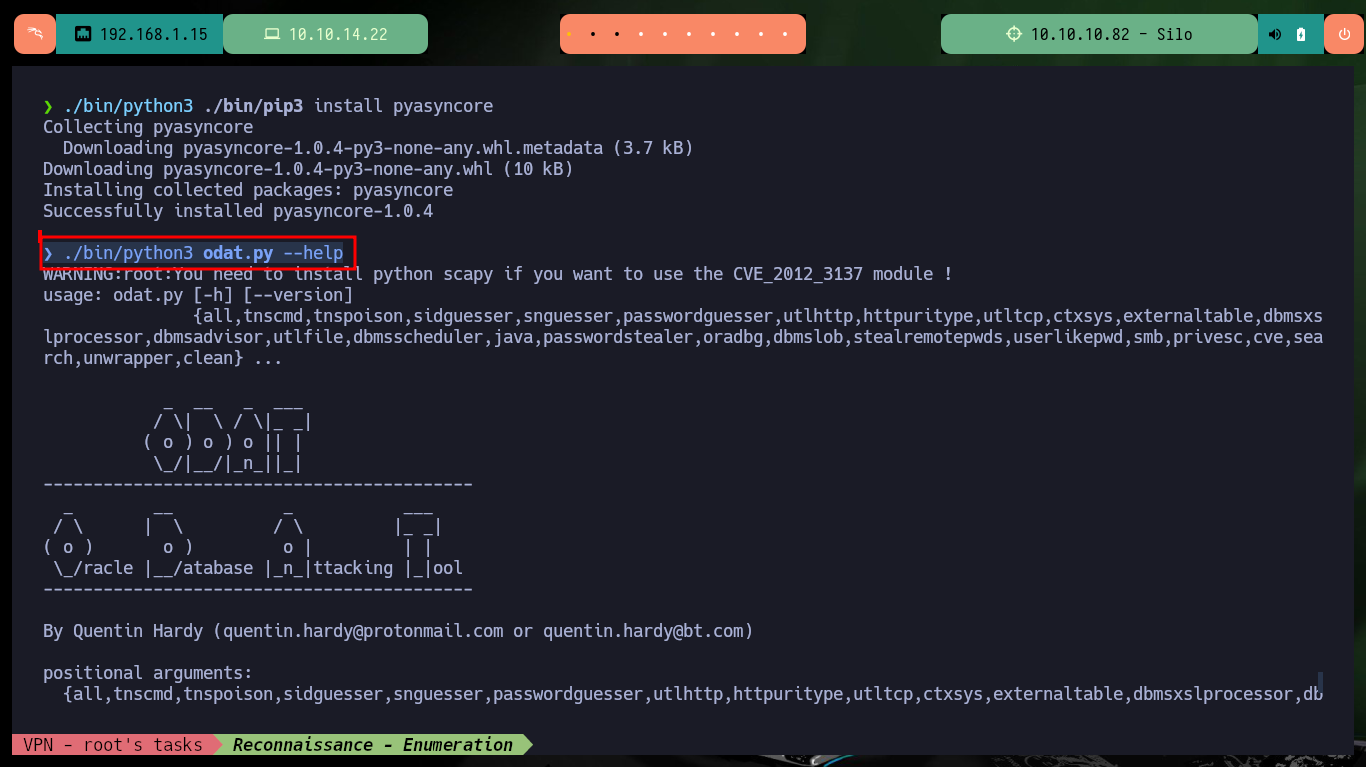 192.168.1.15 10.10.14.22 10.10.10.82 - Silo
❯ ./bin/python3 ./bin/pip3 install pyasyncore
Collecting pyasyncore
  Downloading pyasyncore-1.0.4-py3-none-any.whl.metadata (3.7 kB)
Downloading pyasyncore-1.0.4-py3-none-any.whl (10 kB)
Installing collected packages: pyasyncore
Successfully installed pyasyncore-1.0.4
❯ ./bin/python3 odat.py --help
WARNING:root:You need to install python scapy if you want to use the CVE_2012_3137 module !
usage: odat.py [-h] [--version]
               {all,tnscmd,tnspoison,sidguesser,snguesser,passwordguesser,utlhttp,httpuritype,utltcp,ctxsys,externaltable,dbmsxs
lprocessor,dbmsadvisor,utlfile,dbmsscheduler,java,passwordstealer,oradbg,dbmslob,stealremotepwds,userlikepwd,smb,privesc,cve,sea
rch,unwrapper,clean} ...
            _  __   _  ___
           / \|  \ / \|_ _|
          ( o ) o ) o || |
           \_/|__/|_n_||_|
-------------------------------------------
  _        __           _           ___
 / \      |  \         / \         |_ _|
( o )       o )         o |         | |
 \_/racle |__/atabase |_n_|ttacking |_|ool
-------------------------------------------
By Quentin Hardy (quentin.hardy@protonmail.com or quentin.hardy@bt.com)
positional arguments:
  {all,tnscmd,tnspoison,sidguesser,snguesser,passwordguesser,utlhttp,httpuritype,utltcp,ctxsys,externaltable,dbmsxslprocessor,db
VPN - root's tasks Reconnaissance - Enumeration